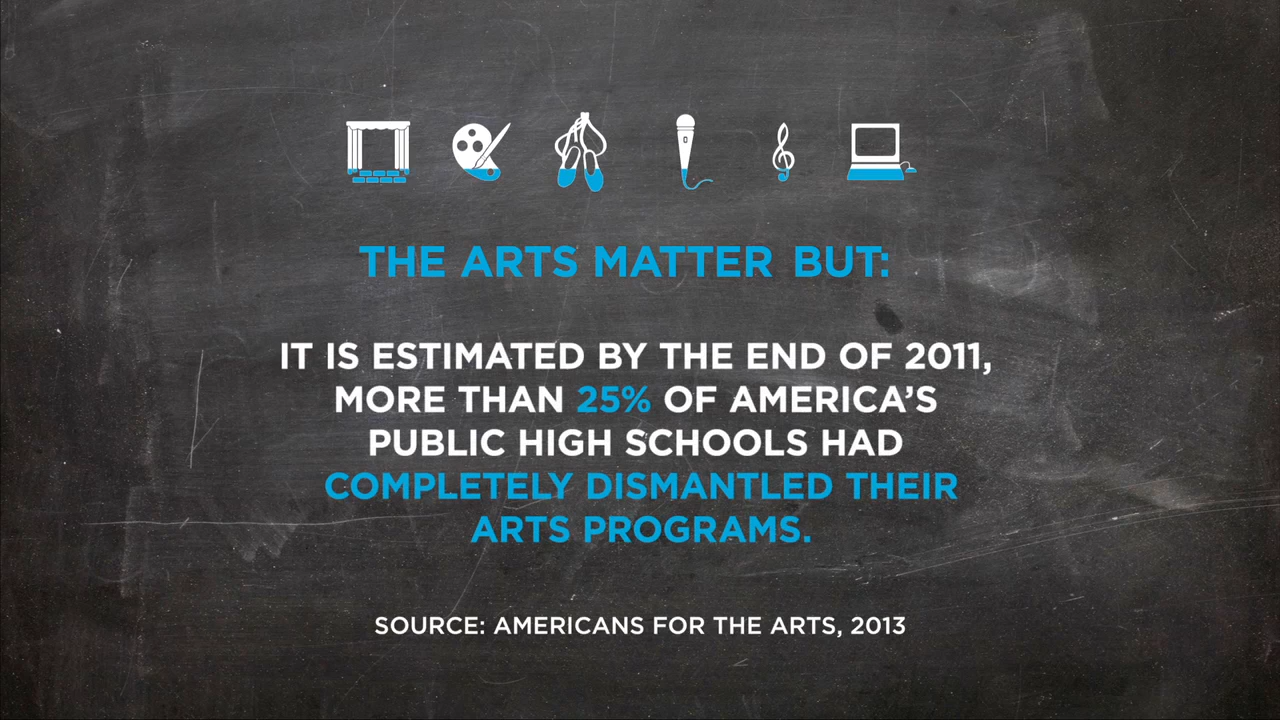 THE ARTS MATTER BUT:
IT IS ESTIMATED BY THE END OF 2011,
MORE THAN 25% OF AMERICA'S
PUBLIC HIGH SCHOOLS HAD
COMPLETELY DISMANTLED THEIR
ARTS PROGRAMS.
SOURCE: AMERICANS FOR THE ARTS, 2013